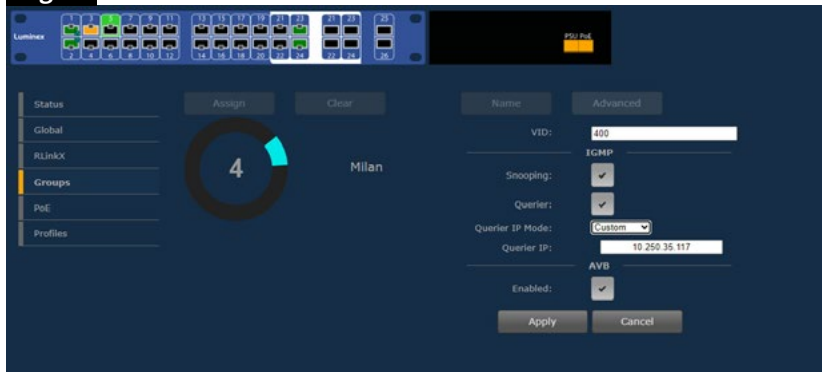 1 3 5 7 9 11 13 15 17 19 21 23 21 23 25
Luminex
PSU PoE
2 4 6 8 10 12 14 16 18 20 22 24 22 24 26
Status
Assign Clear
Name Advanced
Global
VID: 400
RLinkX
IGMP
4
Milan
Snooping:
Groups
PoE
Querier:
Profiles
Querier IP Mode: Custom
Querier IP: 10.250.35.117
AVB
Enabled:
Apply Cancel